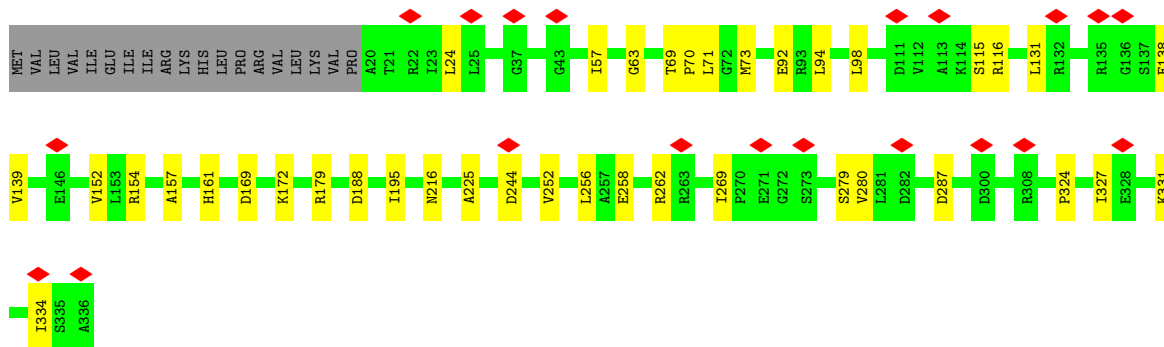 MET VAL LEU VAL ILE GLU ILE ILE ARG LYS HIS LEU PRO ARG VAL LEU LYS VAL PRO A20 T21 R22 I23 L24 L25 G37 G43 I57 G63 T69 P70 L71 G72 M73 E92 R93 L94 L98 D111 V112 A113 K114 S115 R116 L131 R132 R135 G136 S137
V139 E146 V152 L153 R154 A157 H161 D169 K172 R179 D188 I195 N216 A225 D244 V252 L256 A257 E258 R262 R263 I269 P270 E271 G272 S273 S279 V280 L281 D282 D287 D300 R308 P324 I327 E328 K331
I334 S335 A336